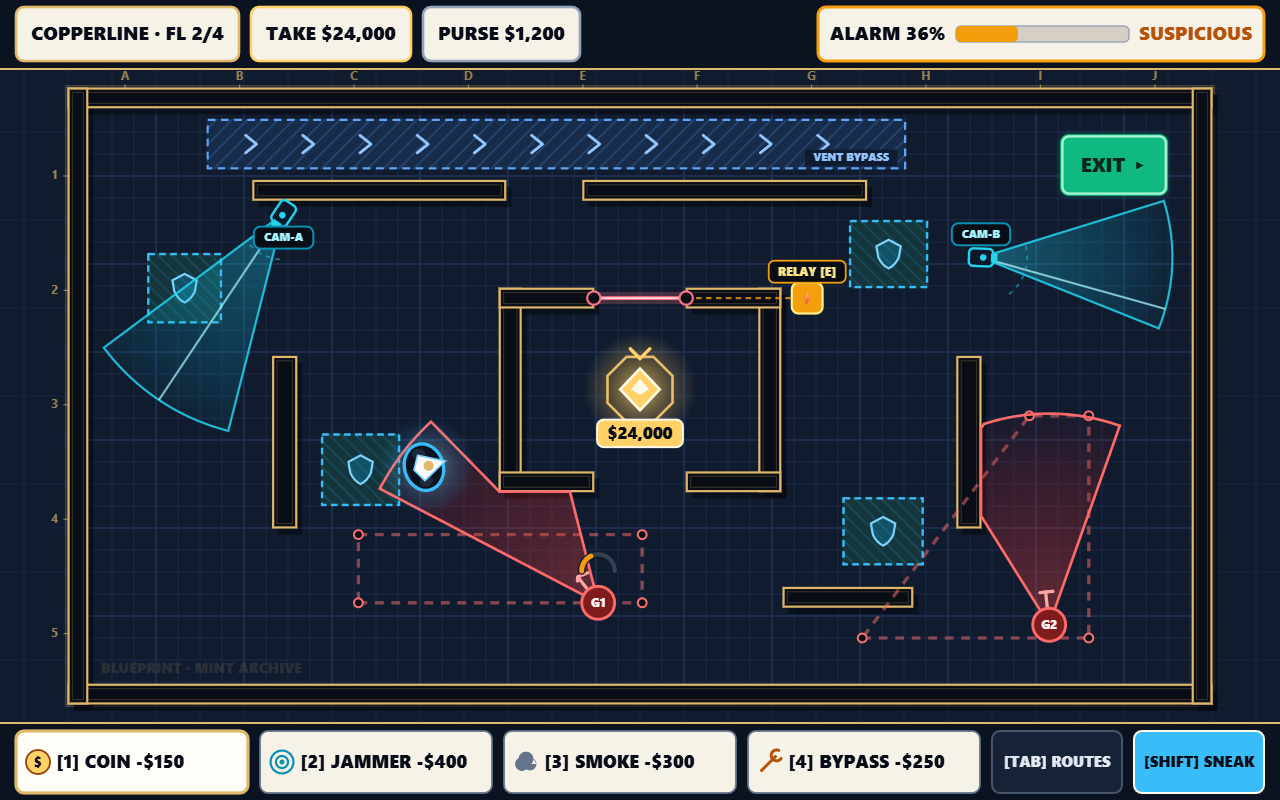 COPPERLINE · FL 2/4
TAKE $24,000
PURSE $1,200
ALARM 36%
SUSPICIOUS
A B C D E F G H I J
VENT BYPASS
EXIT ▸
1
CAM-A
CAM-B
RELAY [E]
2
3
$24,000
4
G1
G2
5
BLUEPRINT · MINT ARCHIVE
$ [1] COIN -$150
[2] JAMMER -$400
[3] SMOKE -$300
[4] BYPASS -$250
[TAB] ROUTES
[SHIFT] SNEAK